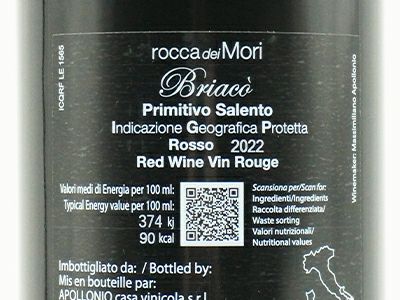 rocca dei Mori
Briacò
Primitivo Salento
Indicazione Geografica Protetta
Rosso 2022
Red Wine Vin Rouge
Valori medi di Energia per 100 ml:
Typical Energy value per 100 ml:
374 kj
90 kcal
Scansiona per/Scan for:
Ingredienti/Ingredients
Raccolta differenziata/
Waste sorting
Valori nutrizionali/
Nutritional values
Imbottigliato da: / Bottled by:
Mis en bouteille par:
APOLLONIO casa vinicola s.r.l.
ICQRF LE 1565
Winemaker: Massimiliano Apollonio